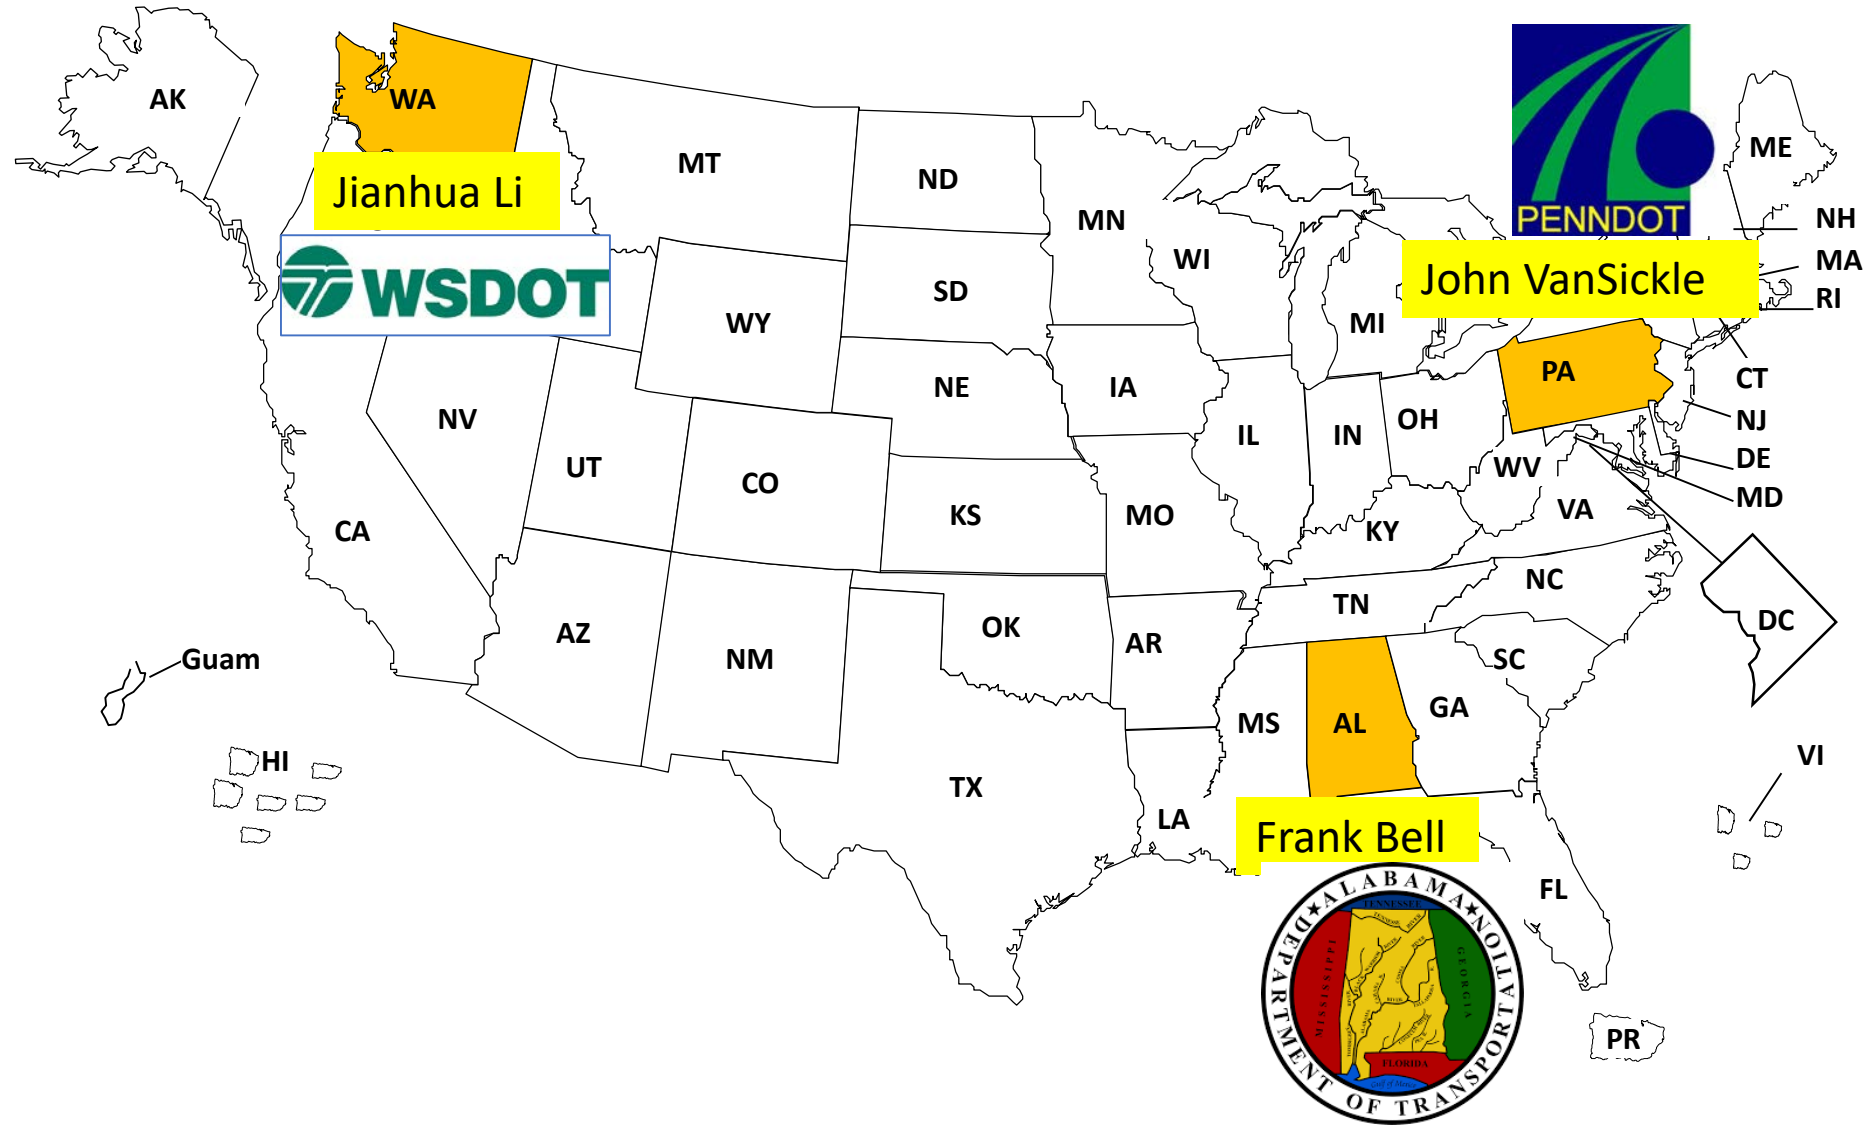 AK
WA
Jianhua Li
WSDOT
MT
ND
MN
WI
SD
WY
MI
PENNDOT
John VanSickle
ME
NH
MA
RI
CT
NJ
DE
MD
PA
NE
IA
NV
UT
CO
IL
IN
OH
WV
VA
KS
MO
KY
CA
NC
TN
DC
AZ
NM
OK
AR
SC
Guam
MS
AL
GA
HI
TX
LA
VI
Frank Bell
FL
ALABAMA
DEPARTMENT OF TRANSPORTATION
TENNESSEE
MISSISSIPPI
GEORGIA
FLORIDA
Gulf of Mexico
PR